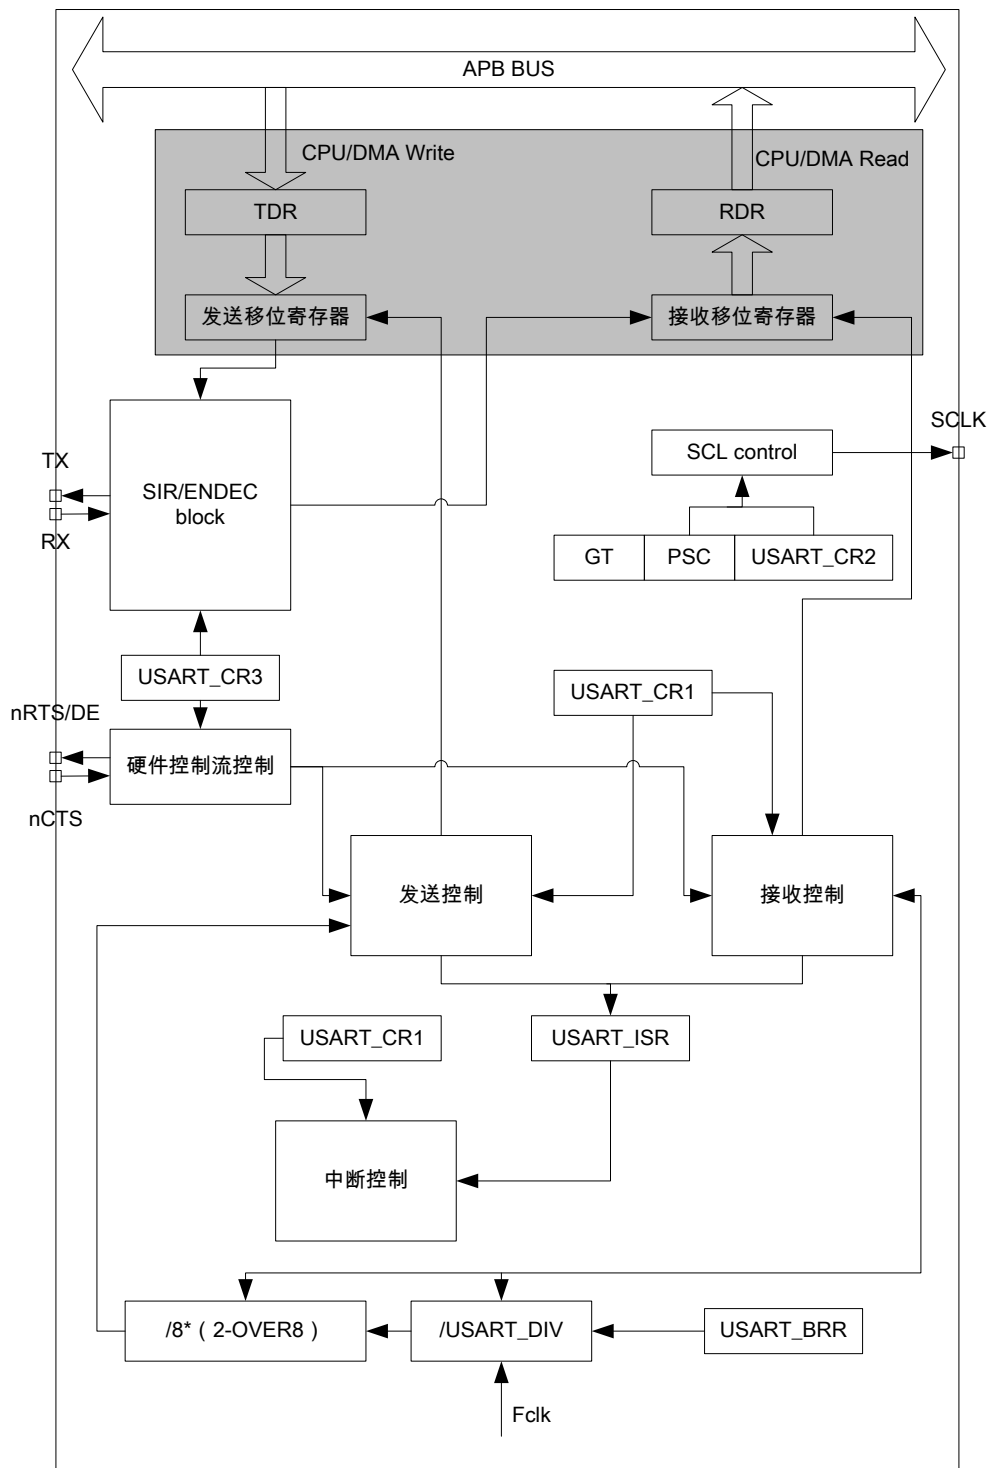 APB BUS
CPU/DMA Write
CPU/DMA Read
TDR
RDR
发送移位寄存器
接收移位寄存器
SCLK
SCL control
TX
SIR/ENDEC
block
RX
GT
PSC
USART_CR2
USART_CR3
USART_CR1
nRTS/DE
硬件控制流控制
nCTS
发送控制
接收控制
USART_CR1
USART_ISR
中断控制
/8* ( 2-OVER8 )
/USART_DIV
USART_BRR
Fclk